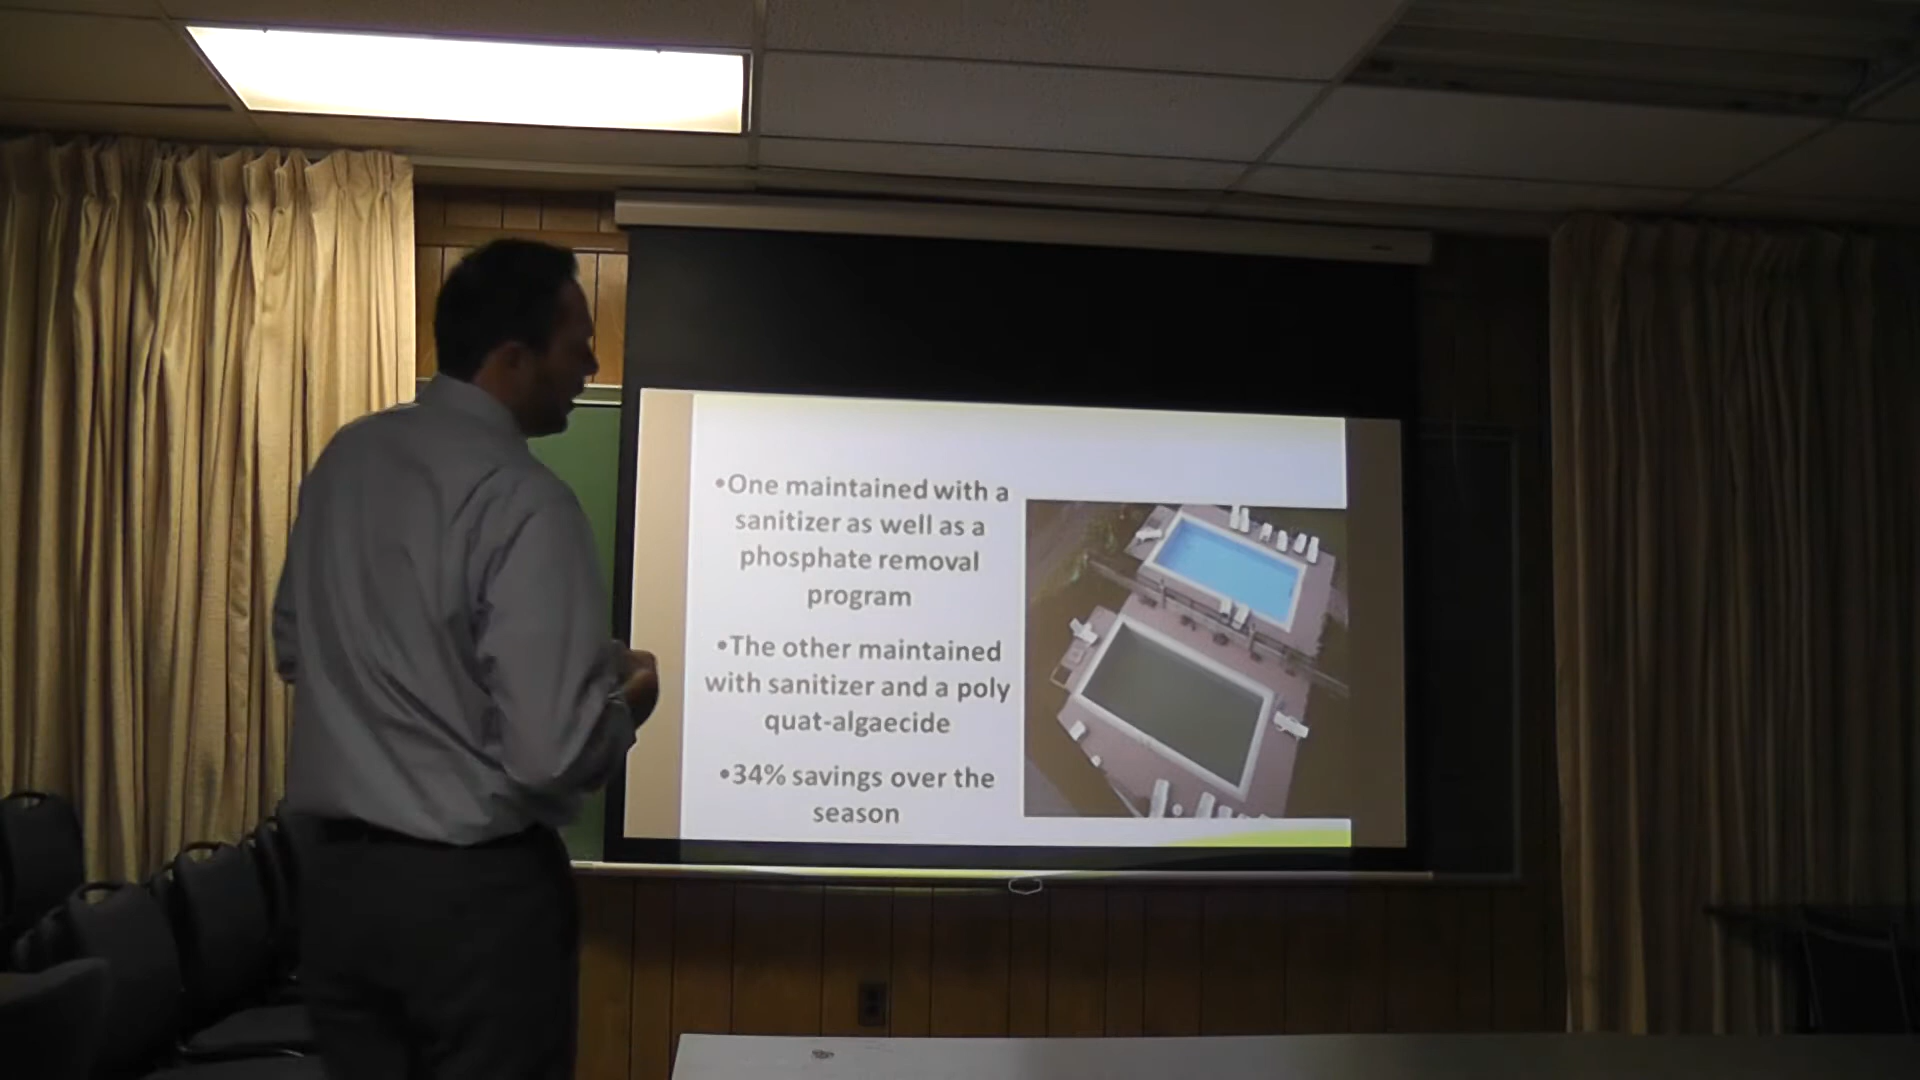 •One maintained with a
sanitizer as well as a
phosphate removal
program
•The other maintained
with sanitizer and a poly
quat-algaecide
•34% savings over the
season